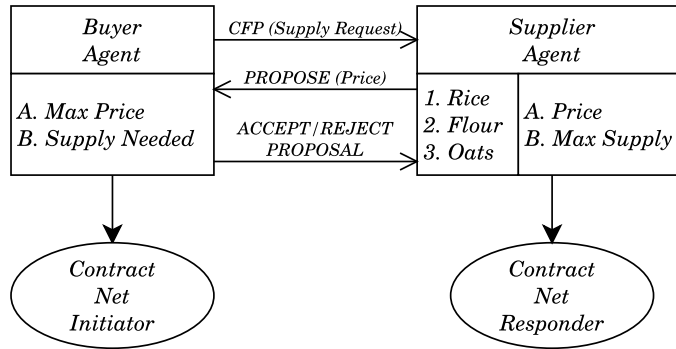 Buyer
Agent
CFP (Supply Request)
Supplier
Agent
PROPOSE (Price)
A. Max Price
B. Supply Needed
ACCEPT/REJECT
PROPOSAL
1. Rice
2. Flour
3. Oats
A. Price
B. Max Supply
Contract
Net
Initiator
Contract
Net
Responder